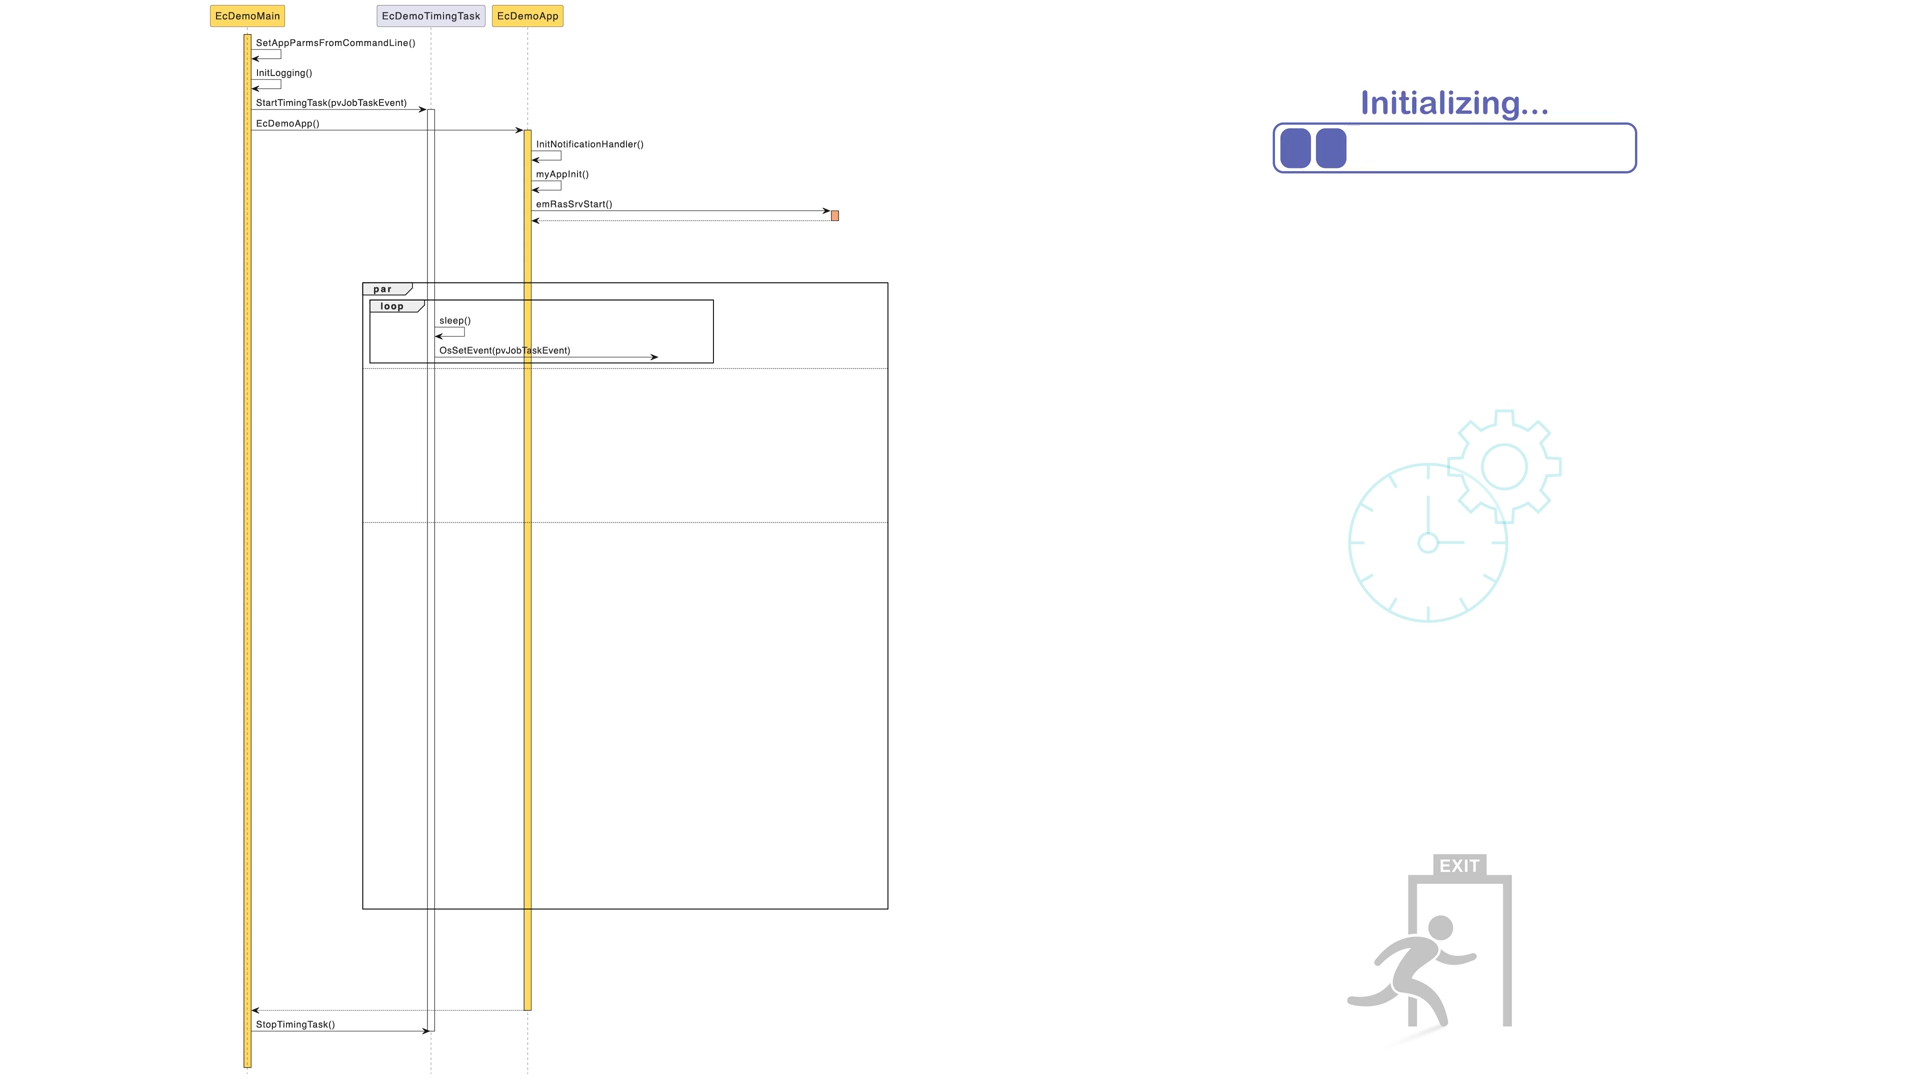 EcDemoMain
EcDemoTimingTask
EcDemoApp
SetAppParmsFromCommandLine()
InitLogging()
StartTimingTask(pvJobTaskEvent)
EcDemoApp()
InitNotificationHandler()
myAppInit()
emRasSrvStart()
par
loop
sleep()
OsSetEvent(pvJobTaskEvent)
StopTimingTask()
Initializing...
EXIT